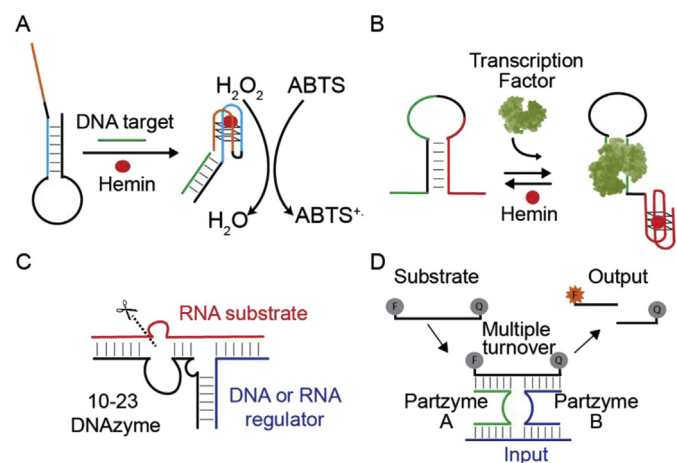 A
H2O2
ABTS
DNA target
Hemin
H2O
ABTS+.
B
Transcription
Factor
Hemin
C
RNA substrate
10-23
DNAzyme
DNA or RNA
regulator
D
Substrate
Output
F
Q
F
Q
Multiple
turnover
F
Q
Partzyme
A
Partzyme
B
Input